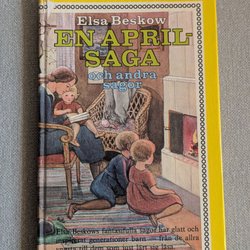 Elsa Beskow
EN APRIL-
SAGA
och andra
sagor
Elsa Beskows fantasifulla sagor har glatt och
inspirerat generationer barn — från de allra